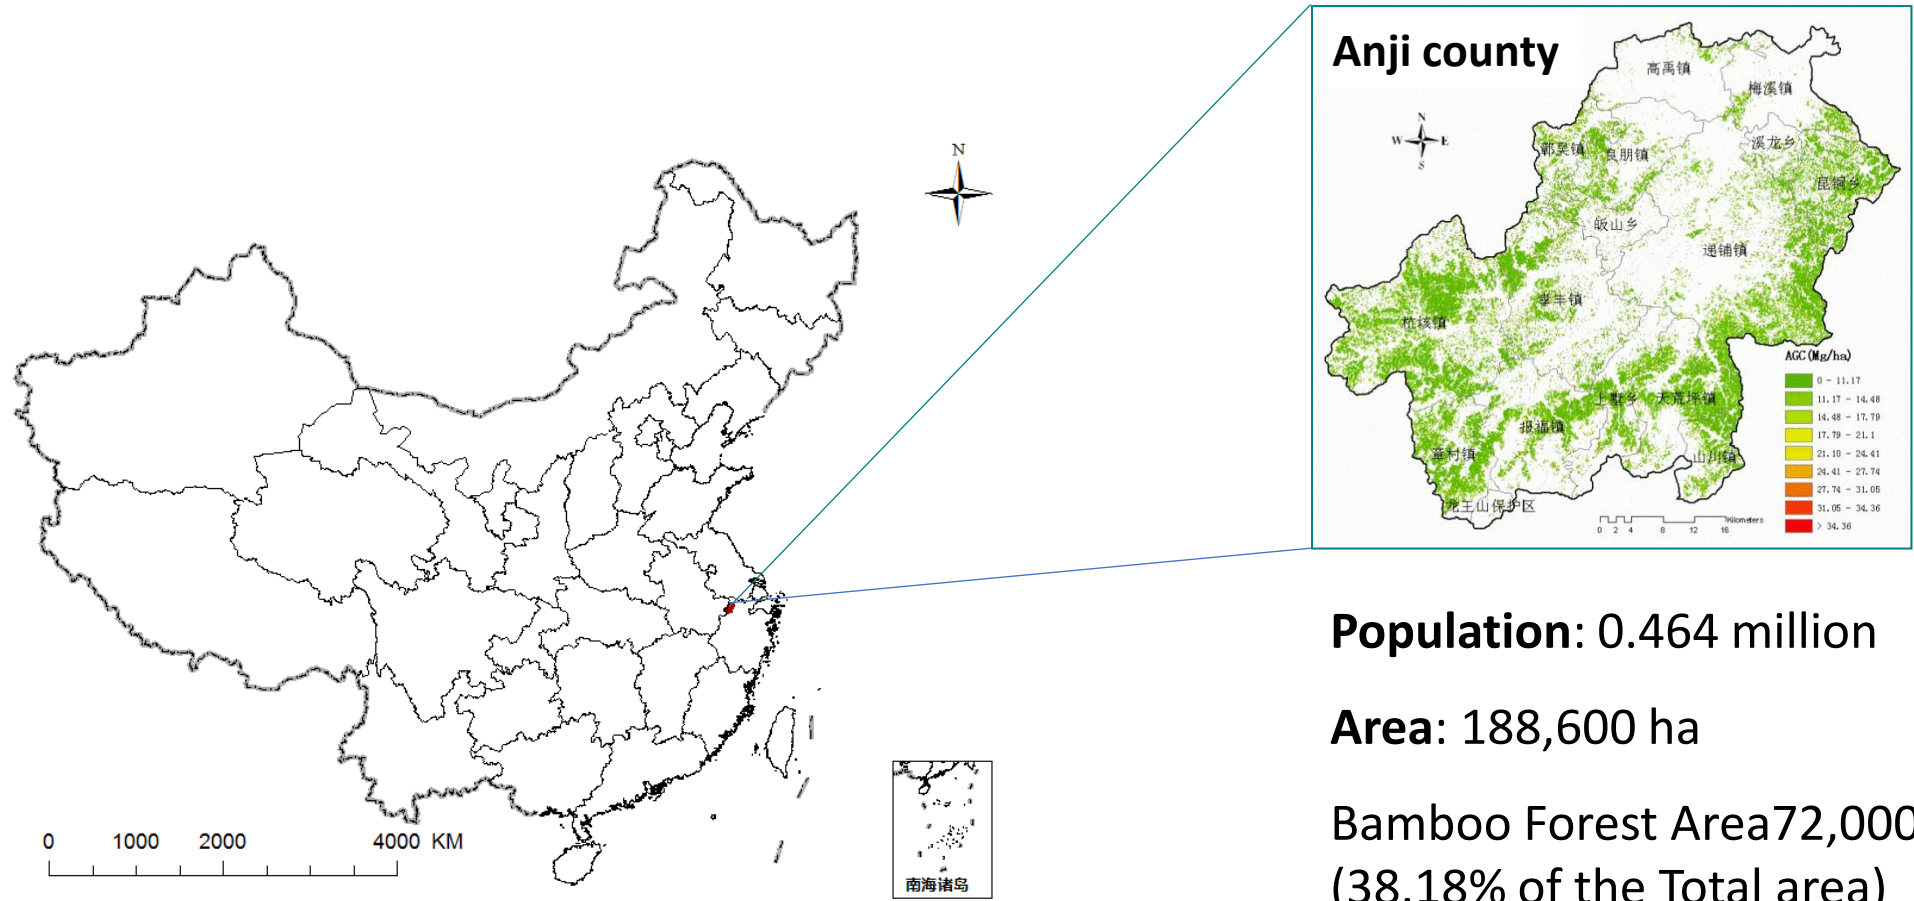 Anji county
高禹镇
梅溪镇
N
W E
S
鄣吴镇
良朋镇
溪龙乡
昆铜乡
皈山乡
递铺镇
孝丰镇
杭垓镇
AGC(Mg/ha)
0 - 11.17
11.17 - 14.48
14.48 - 17.79
17.79 - 21.1
21.10 - 24.41
24.41 - 27.74
27.74 - 31.05
31.05 - 34.36
> 34.36
上墅乡
天荒坪镇
报福镇
章村镇
山川镇
龙王山保护区
0 2 4 8 12 16
Kilometers
N
0 1000 2000 4000 KM
南海诸岛
Population: 0.464 million
Area: 188,600 ha
Bamboo Forest Area72,000
(38.18% of the Total area)